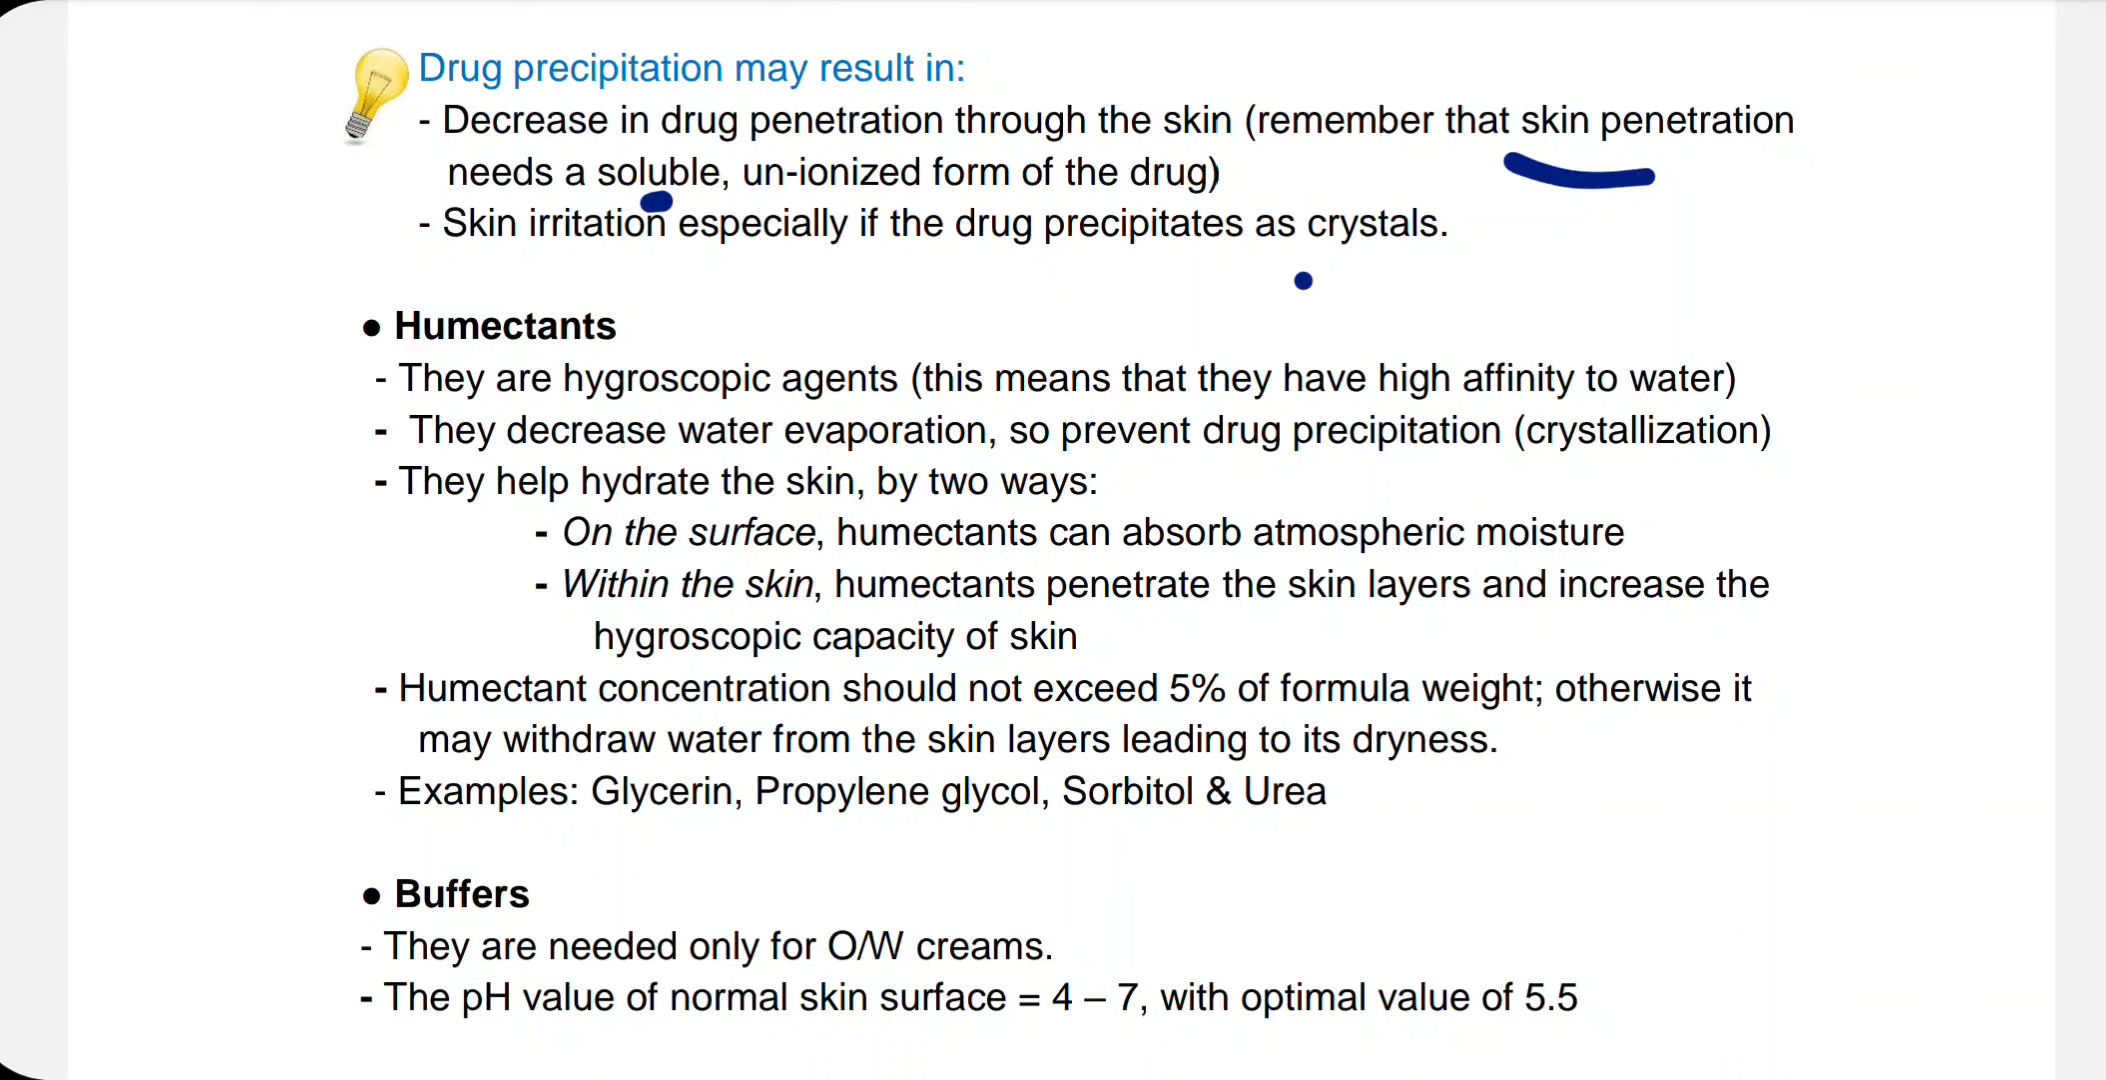 Drug precipitation may result in:
- Decrease in drug penetration through the skin (remember that skin penetration
needs a soluble, un-ionized form of the drug)
- Skin irritation especially if the drug precipitates as crystals.
● Humectants
- They are hygroscopic agents (this means that they have high affinity to water)
- They decrease water evaporation, so prevent drug precipitation (crystallization)
- They help hydrate the skin, by two ways:
- On the surface, humectants can absorb atmospheric moisture
- Within the skin, humectants penetrate the skin layers and increase the
hygroscopic capacity of skin
- Humectant concentration should not exceed 5% of formula weight; otherwise it
may withdraw water from the skin layers leading to its dryness.
- Examples: Glycerin, Propylene glycol, Sorbitol & Urea
● Buffers
- They are needed only for O/W creams.
- The pH value of normal skin surface = 4 – 7, with optimal value of 5.5